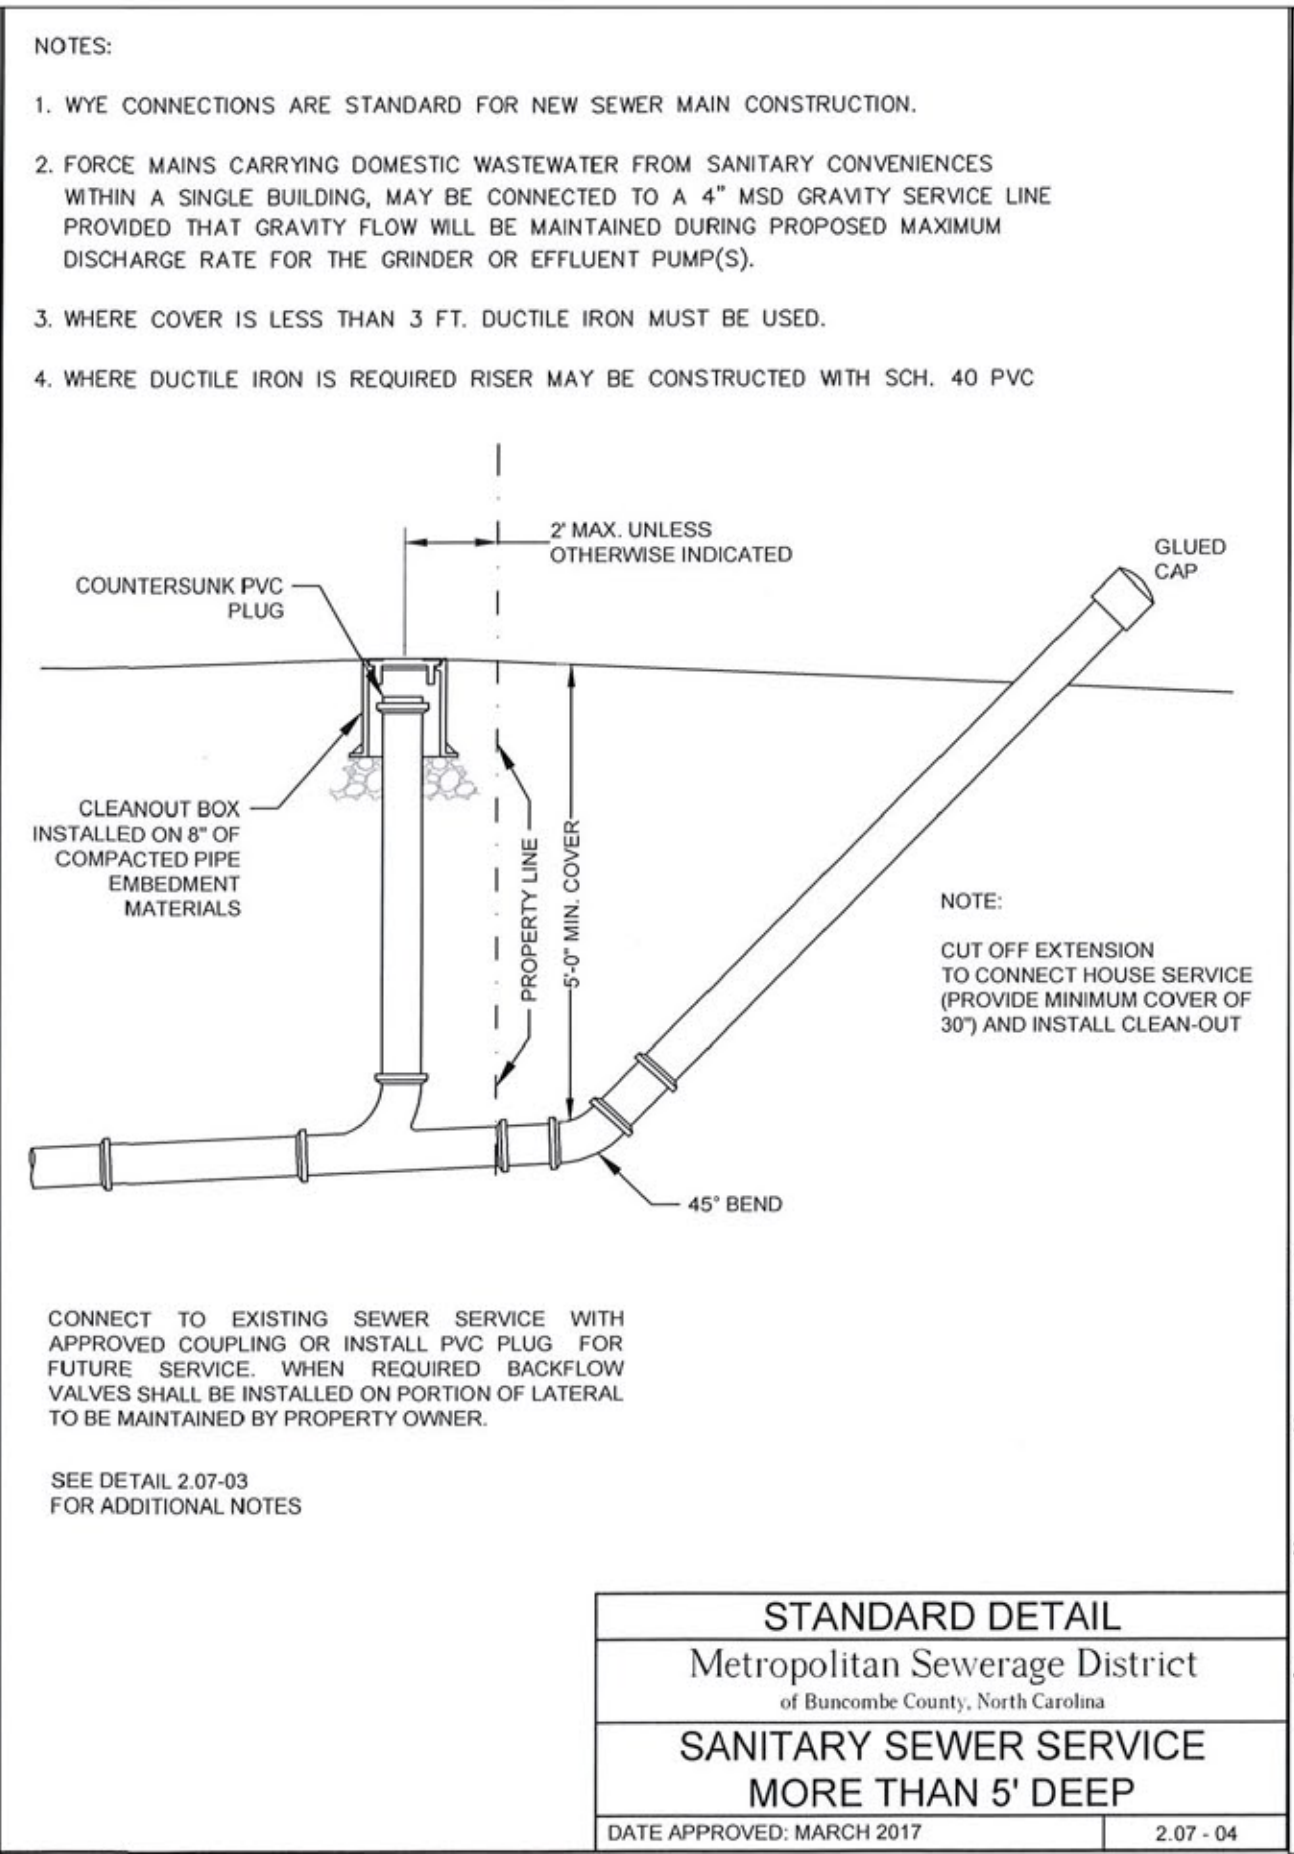 NOTES:
1. WYE CONNECTIONS ARE STANDARD FOR NEW SEWER MAIN CONSTRUCTION.
2. FORCE MAINS CARRYING DOMESTIC WASTEWATER FROM SANITARY CONVENIENCES
WITHIN A SINGLE BUILDING, MAY BE CONNECTED TO A 4" MSD GRAVITY SERVICE LINE
PROVIDED THAT GRAVITY FLOW WILL BE MAINTAINED DURING PROPOSED MAXIMUM
DISCHARGE RATE FOR THE GRINDER OR EFFLUENT PUMP(S).
3. WHERE COVER IS LESS THAN 3 FT. DUCTILE IRON MUST BE USED.
4. WHERE DUCTILE IRON IS REQUIRED RISER MAY BE CONSTRUCTED WITH SCH. 40 PVC
2' MAX. UNLESS
OTHERWISE INDICATED
GLUED
CAP
COUNTERSUNK PVC
PLUG
CLEANOUT BOX
INSTALLED ON 8" OF
COMPACTED PIPE
EMBEDMENT
MATERIALS
PROPERTY LINE
5'-0" MIN. COVER
NOTE:
CUT OFF EXTENSION
TO CONNECT HOUSE SERVICE
(PROVIDE MINIMUM COVER OF
30") AND INSTALL CLEAN-OUT
45° BEND
CONNECT TO EXISTING SEWER SERVICE WITH
APPROVED COUPLING OR INSTALL PVC PLUG FOR
FUTURE SERVICE. WHEN REQUIRED BACKFLOW
VALVES SHALL BE INSTALLED ON PORTION OF LATERAL
TO BE MAINTAINED BY PROPERTY OWNER.
SEE DETAIL 2.07-03
FOR ADDITIONAL NOTES
STANDARD DETAIL
Metropolitan Sewerage District
of Buncombe County, North Carolina
SANITARY SEWER SERVICE
MORE THAN 5' DEEP
DATE APPROVED: MARCH 2017
2.07 - 04